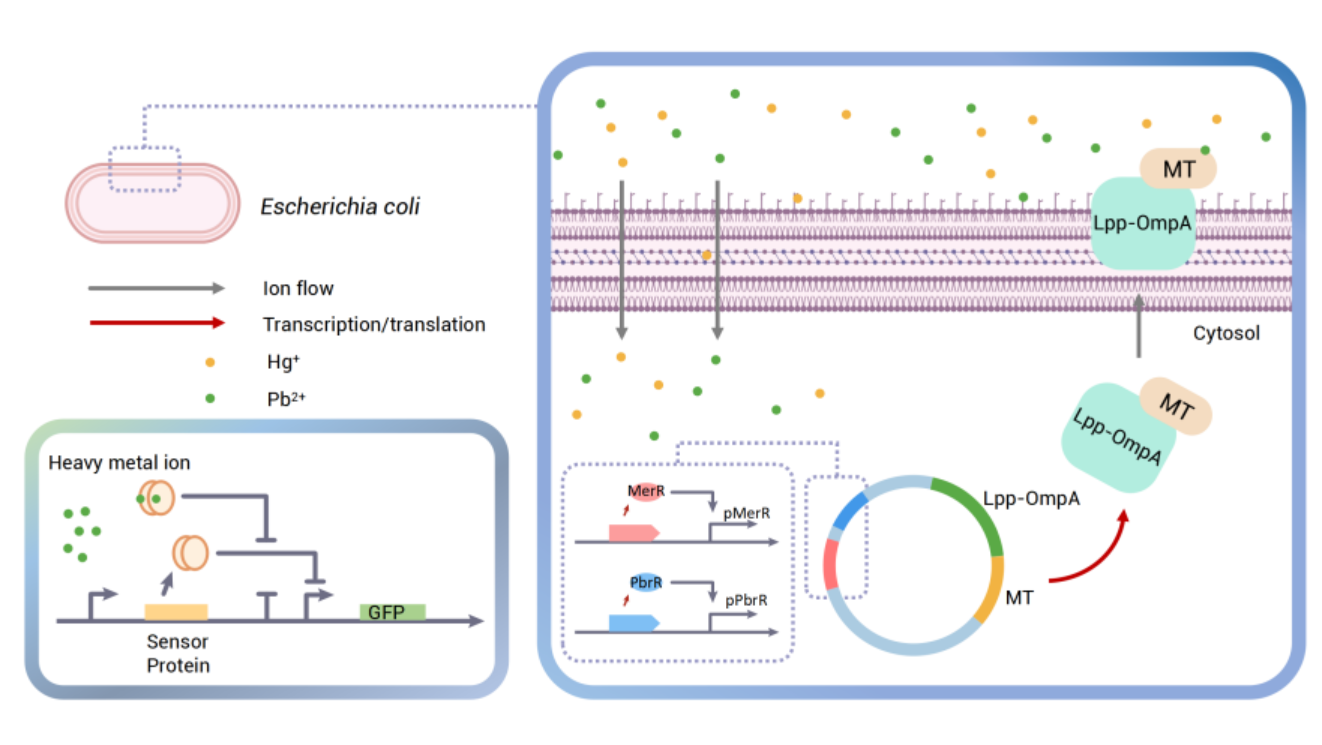 Escherichia coli
Ion flow
Transcription/translation
Hg⁺
Pb²⁺
Heavy metal ion
GFP
Sensor
Protein
MT
Lpp-OmpA
Cytosol
MT
Lpp-OmpA
MerR
pMerR
PbrR
pPbrR
Lpp-OmpA
MT